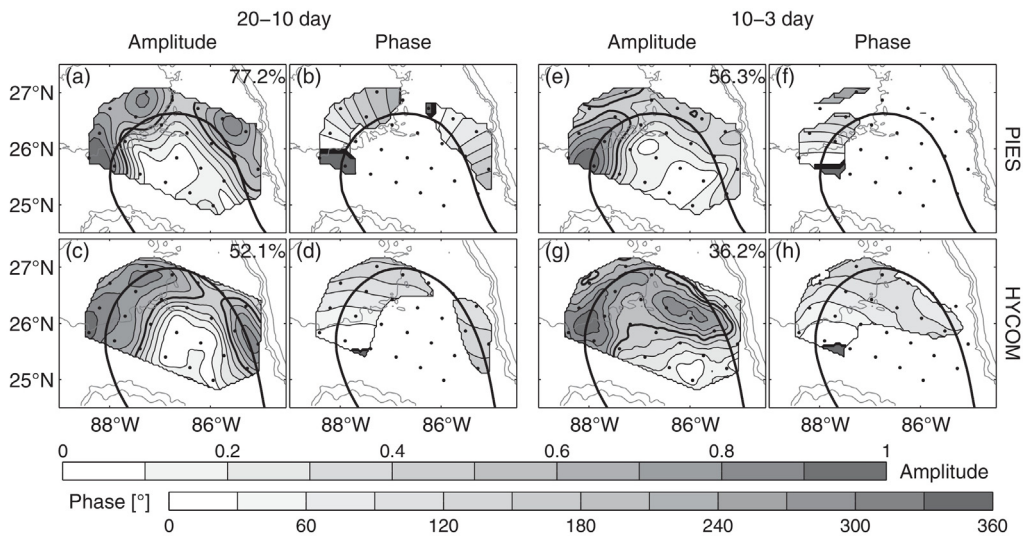 20–10 day 10–3 day
Amplitude Phase Amplitude Phase
(a) 77.2% (b) (e) 56.3% (f)
27°N
26°N
25°N
PIES
(c) 52.1% (d) (g) 36.2% (h)
27°N
26°N
25°N
HYCOM
88°W 86°W 88°W 86°W 88°W 86°W 88°W 86°W
0 0.2 0.4 0.6 0.8 1
Amplitude
Phase [°]
0 60 120 180 240 300 360